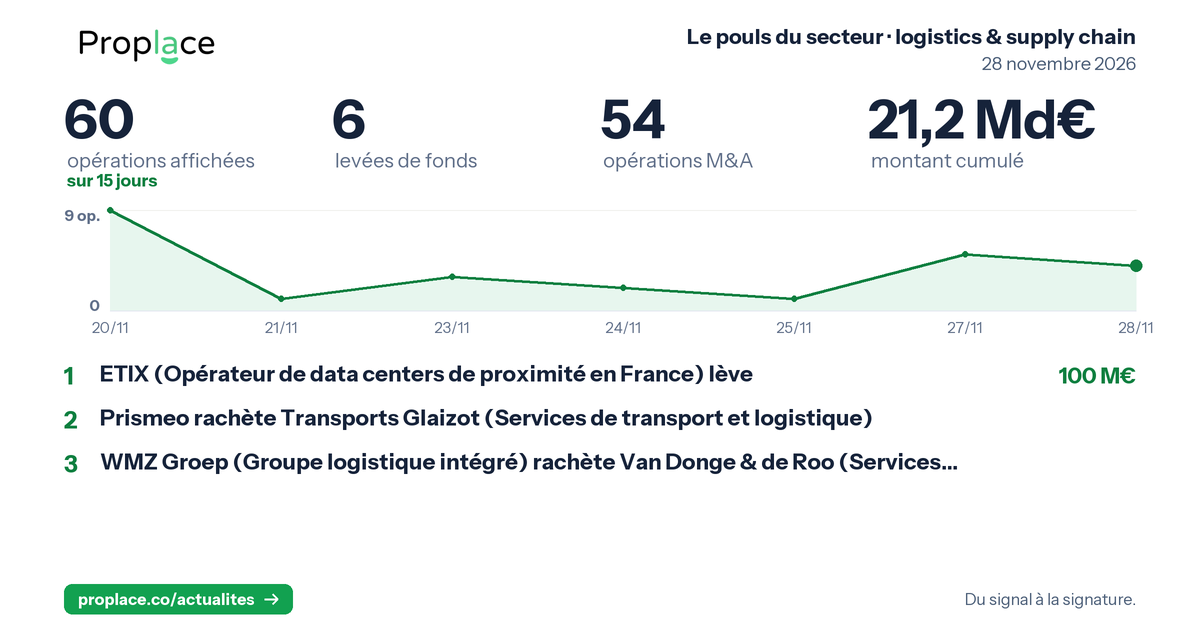 Proplace
Le pouls du secteur · logistics & supply chain
28 novembre 2026
60
opérations affichées
sur 15 jours
6
levées de fonds
54
opérations M&A
21,2 Md€
montant cumulé
9 op.
0
20/11
21/11
23/11
24/11
25/11
27/11
28/11
1 ETIX (Opérateur de data centers de proximité en France) lève 100 M€
2 Prismeo rachète Transports Glaizot (Services de transport et logistique)
3 WMZ Groep (Groupe logistique intégré) rachète Van Donge & de Roo (Services...
proplace.co/actualites →
Du signal à la signature.